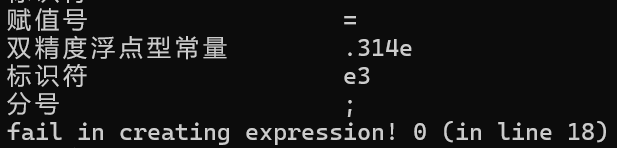 赋值号 =
双精度浮点型常量 .314e
标识符 e3
分号 ;
fail in creating expression! 0 (in line 18)